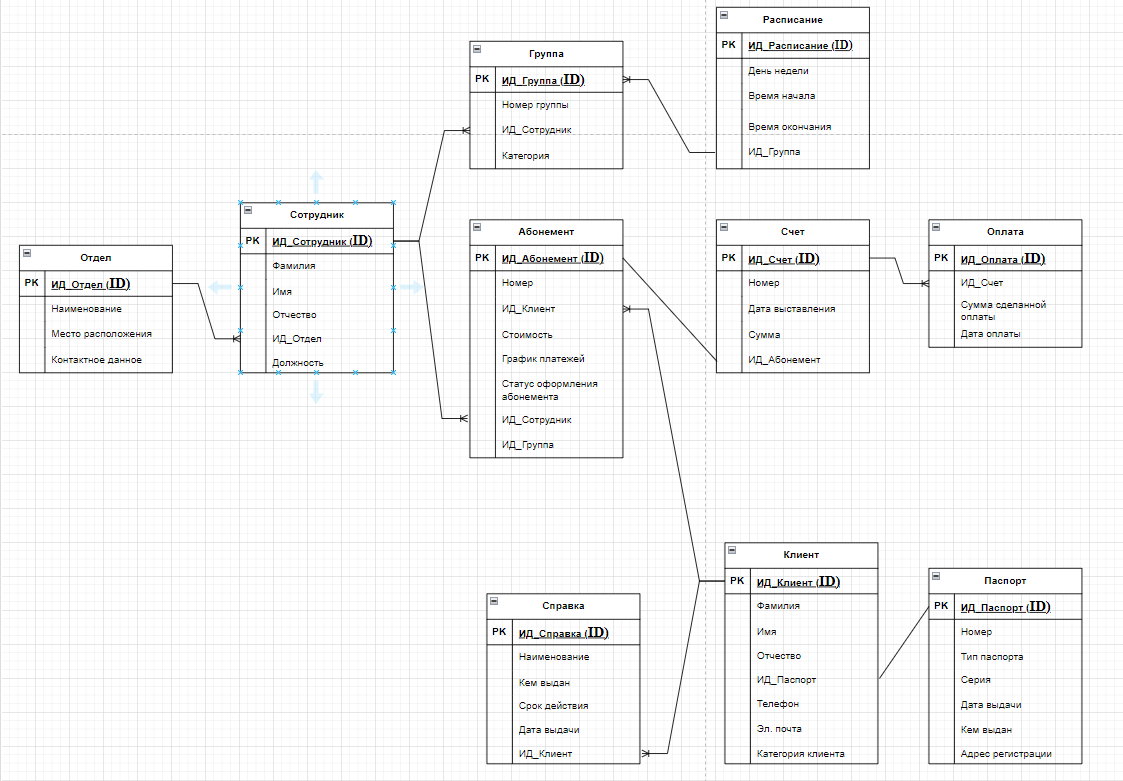 Расписание
PK ИД_Расписание (ID)
День недели
Время начала
Время окончания
ИД_Группа
Группа
PK ИД_Группа (ID)
Номер группы
ИД_Сотрудник
Категория
Сотрудник
PK ИД_Сотрудник (ID)
Фамилия
Имя
Отчество
ИД_Отдел
Должность
Отдел
PK ИД_Отдел (ID)
Наименование
Место расположения
Контактное данное
Абонемент
PK ИД_Абонемент (ID)
Номер
ИД_Клиент
Стоимость
График платежей
Статус оформления
абонемента
ИД_Сотрудник
ИД_Группа
Счет
PK ИД_Счет (ID)
Номер
Дата выставления
Сумма
ИД_Абонемент
Оплата
PK ИД_Оплата (ID)
ИД_Счет
Сумма сделанной
оплаты
Дата оплаты
Клиент
PK ИД_Клиент (ID)
Фамилия
Имя
Отчество
ИД_Паспорт
Телефон
Эл. почта
Категория клиента
Паспорт
PK ИД_Паспорт (ID)
Номер
Тип паспорта
Серия
Дата выдачи
Кем выдан
Адрес регистрации
Справка
PK ИД_Справка (ID)
Наименование
Кем выдан
Срок действия
Дата выдачи
ИД_Клиент